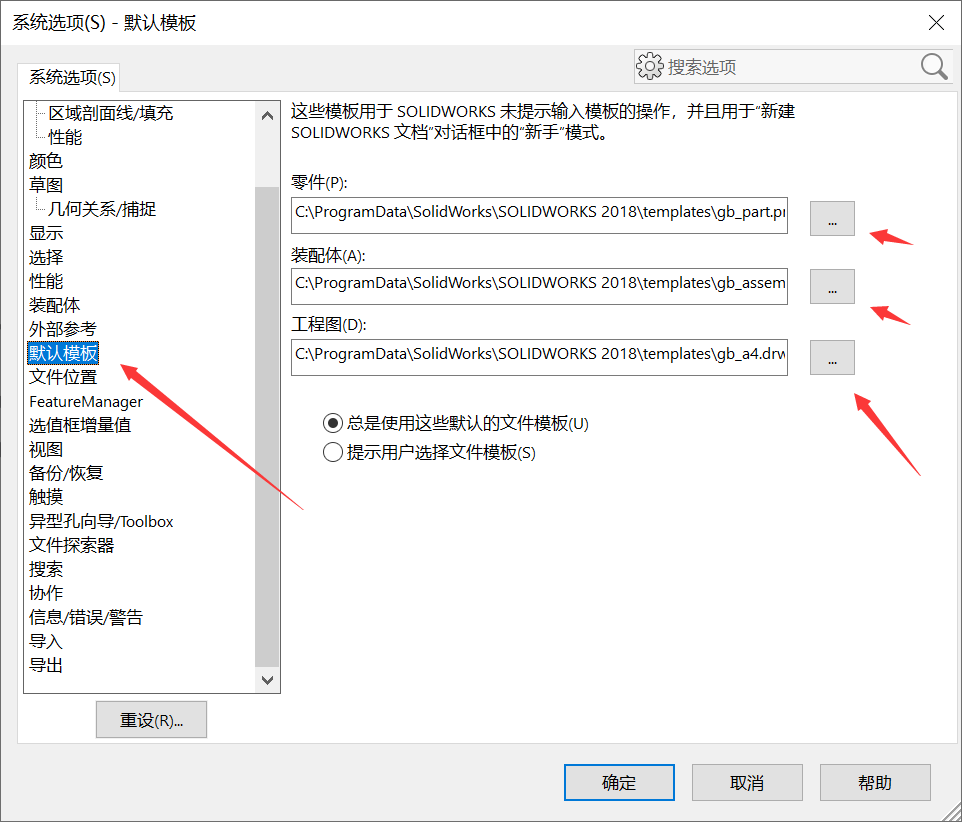 系统选项(S) - 默认模板
系统选项(S)
搜索选项
区域剖面线/填充
性能
颜色
草图
几何关系/捕捉
显示
选择
性能
装配体
外部参考
默认模板
文件位置
FeatureManager
选值框增量值
视图
备份/恢复
触摸
异型孔向导/Toolbox
文件探索器
搜索
协作
信息/错误/警告
导入
导出
重设(R)...
这些模板用于 SOLIDWORKS 未提示输入模板的操作，并且用于“新建
SOLIDWORKS 文档”对话框中的“新手”模式。
零件(P):
C:\ProgramData\SolidWorks\SOLIDWORKS 2018\templates\gb_part.pr
...
装配体(A):
C:\ProgramData\SolidWorks\SOLIDWORKS 2018\templates\gb_assem
...
工程图(D):
C:\ProgramData\SolidWorks\SOLIDWORKS 2018\templates\gb_a4.drw
...
总是使用这些默认的文件模板(U)
提示用户选择文件模板(S)
确定
取消
帮助